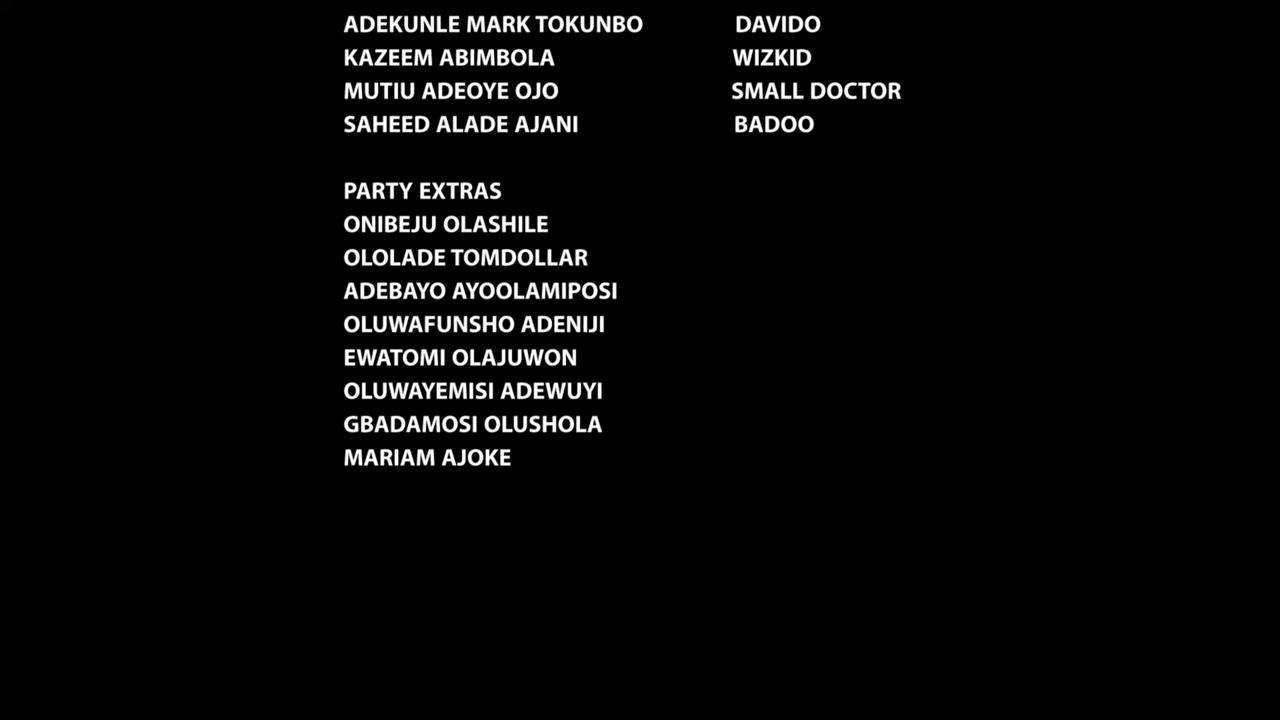 ADEKUNLE MARK TOKUNBO DAVIDO
KAZEEM ABIMBOLA WIZKID
MUTIU ADEOYE OJO SMALL DOCTOR
SAHEED ALADE AJANI BADOO
PARTY EXTRAS
ONIBEJU OLASHILE
OLOLADE TOMDOLLAR
ADEBAYO AYOOLAMIPOSI
OLUWAFUNSHO ADENIJI
EWATOMI OLAJUWON
OLUWAYEMISI ADEWUYI
GBADAMOSI OLUSHOLA
MARIAM AJOKE